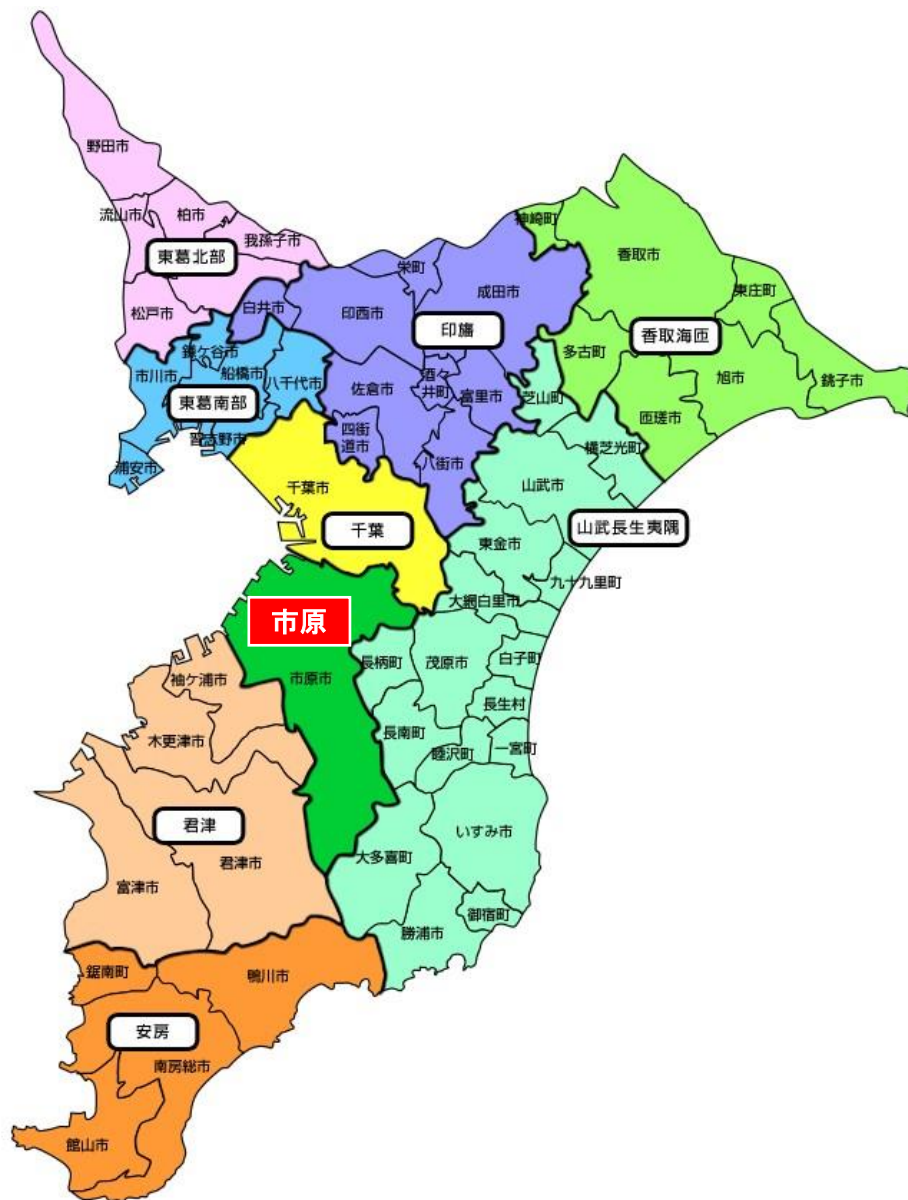 野田市
流山市
柏市
我孫子市
東葛北部
松戸市
神崎町
香取市
栄町
成田市
東庄町
白井市
印西市
印旛
香取海匝
鎌ケ谷市
船橋市
市川市
八千代市
東葛南部
佐倉市
酒々
井町
富里市
多古町
芝山町
旭市
銚子市
匝瑳市
習志野市
四街
道市
浦安市
八街市
横芝光町
山武市
千葉市
千葉
山武長生夷隅
東金市
九十九里町
大網白里市
市原
長柄町
茂原市
白子町
袖ケ浦市
市原市
長生村
木更津市
長南町
睦沢町
一宮町
君津
君津市
いすみ市
大多喜町
富津市
御宿町
勝浦市
鋸南町
鴨川市
安房
南房総市
館山市